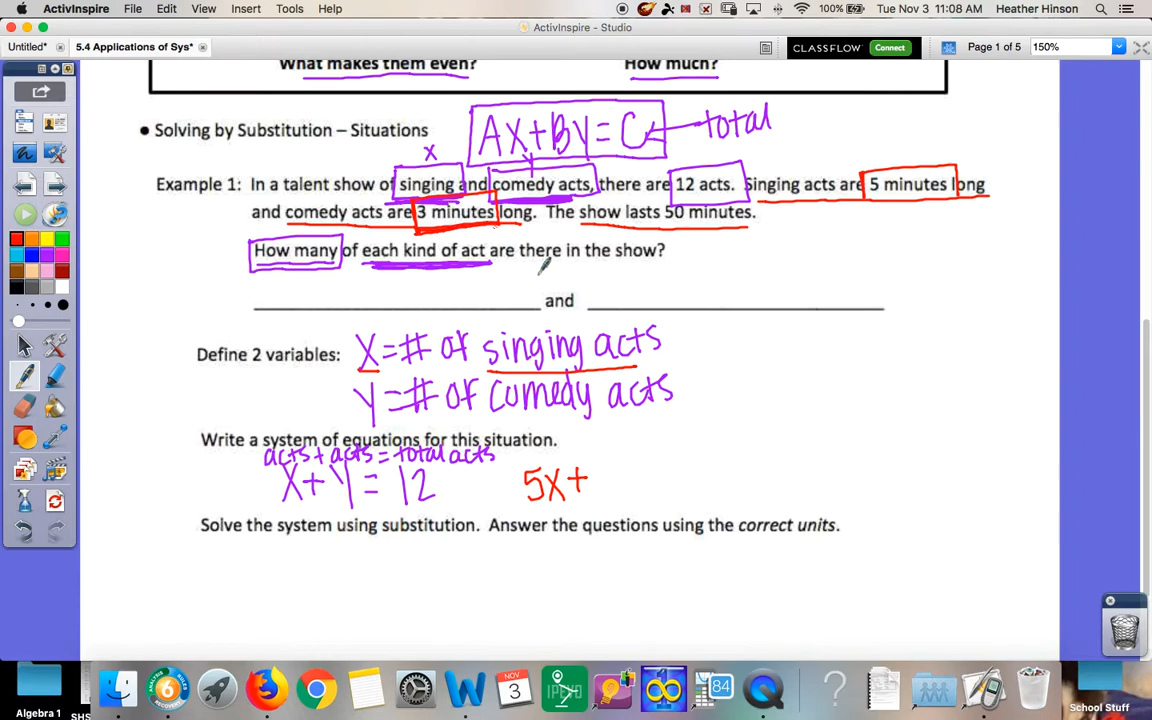 ActivInspire File Edit View Insert Tools Help 100% Tue Nov 3 11:08 AM Heather Hinson
ActivInspire - Studio
Untitled* 5.4 Applications of Sys* CLASSFLOW Connect Page 1 of 5 150%
What makes them even? How much?
• Solving by Substitution – Situations AX+BY=C total
X Y
Example 1: In a talent show of singing and comedy acts, there are 12 acts. Singing acts are 5 minutes long
and comedy acts are 3 minutes long. The show lasts 50 minutes.
How many of each kind of act are there in the show?
and
Define 2 variables: X=# of singing acts
Y=# of comedy acts
Write a system of equations for this situation.
acts+acts=total acts
X+Y=12 5X+
Solve the system using substitution. Answer the questions using the correct units.
NOV
3
84
6
IPEVO
W
?
Algebra 1
SHS
School Stuff